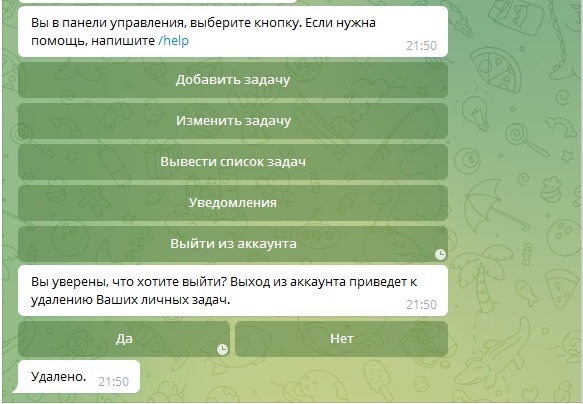 Вы в панели управления, выберите кнопку. Если нужна
помощь, напишите /help
21:50
Добавить задачу
Изменить задачу
Вывести список задач
Уведомления
Выйти из аккаунта
Вы уверены, что хотите выйти? Выход из аккаунта приведет к
удалению Ваших личных задач.
21:50
Да
Нет
Удалено.
21:50